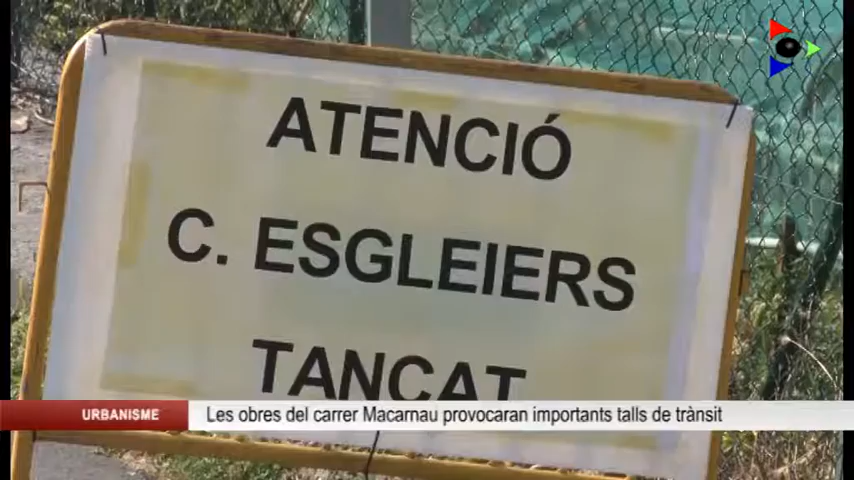 ATENCIÓ
C. ESGLEIERS
TANCAT
URBANISME
Les obres del carrer Macarnau provocaran importants talls de trànsit